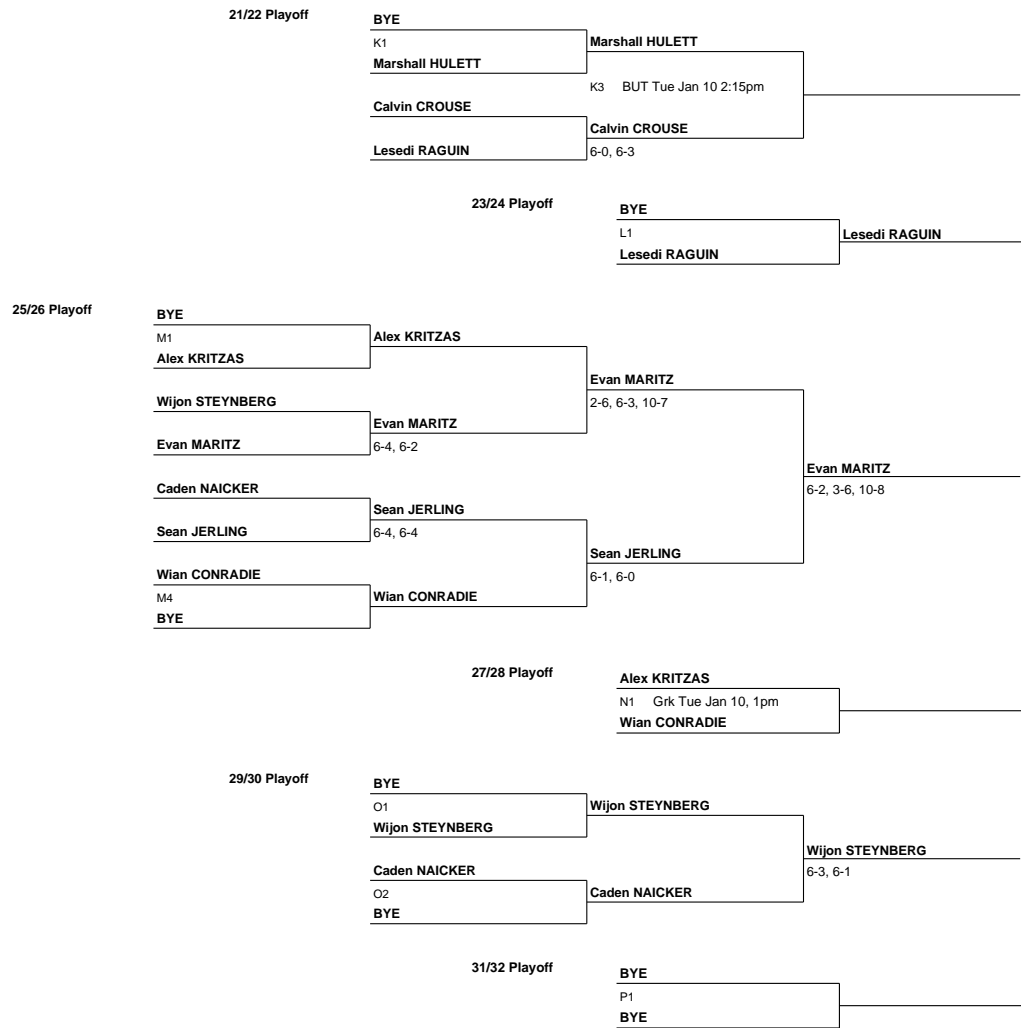 21/22 Playoff
BYE
K1
Marshall HULETT
Marshall HULETT
K3 BUT Tue Jan 10 2:15pm
Calvin CROUSE
Calvin CROUSE
Lesedi RAGUIN
6-0, 6-3
23/24 Playoff
BYE
L1
Lesedi RAGUIN
Lesedi RAGUIN
25/26 Playoff
BYE
M1
Alex KRITZAS
Alex KRITZAS
Evan MARITZ
2-6, 6-3, 10-7
Wijon STEYNBERG
Evan MARITZ
Evan MARITZ
6-4, 6-2
Evan MARITZ
6-2, 3-6, 10-8
Caden NAICKER
Sean JERLING
Sean JERLING
6-4, 6-4
Sean JERLING
6-1, 6-0
Wian CONRADIE
M4
Wian CONRADIE
BYE
27/28 Playoff
Alex KRITZAS
N1 Grk Tue Jan 10, 1pm
Wian CONRADIE
29/30 Playoff
BYE
O1
Wijon STEYNBERG
Wijon STEYNBERG
Wijon STEYNBERG
6-3, 6-1
Caden NAICKER
O2
Caden NAICKER
BYE
31/32 Playoff
BYE
P1
BYE